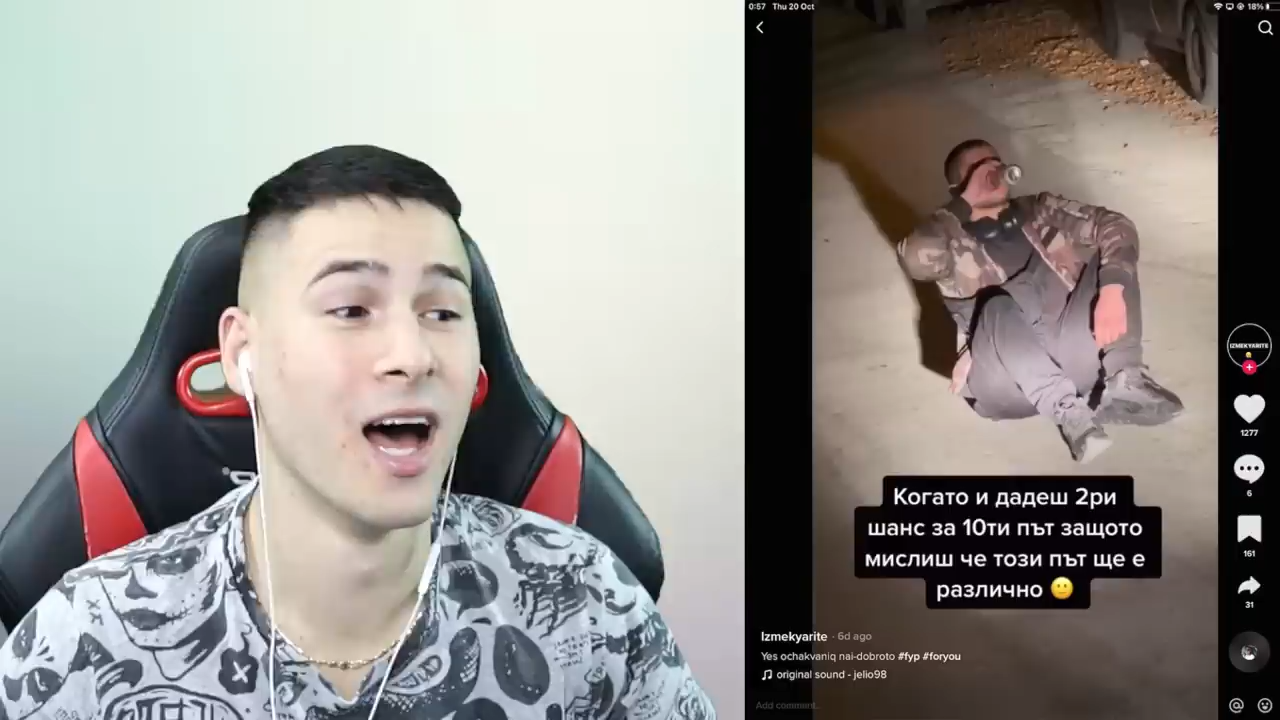 0:57 Thu 20 Oct
18%
IZMEKYARITE
1277
6
161
31
Когато и дадеш 2ри
шанс за 10ти път защото
мислиш че този път ще е
различно 🙂
Izmekyarite · 6d ago
Yes ochakvaniq nai-dobroto #fyp #foryou
original sound - jelio98
Add comment...